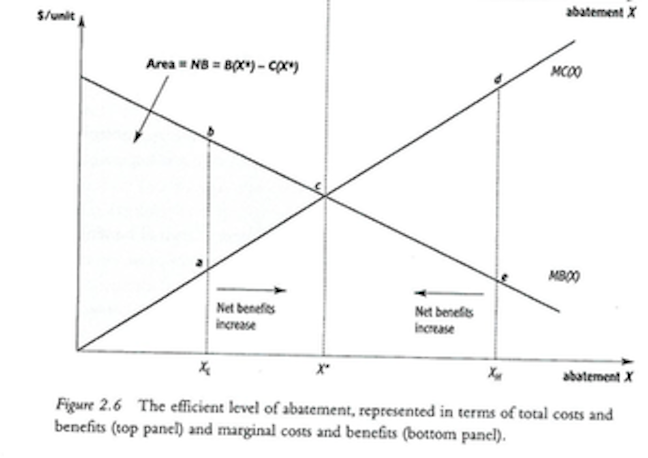 abatement X
$/unit
Area = NB = B(X*) – C(X*)
MC(X)
d
b
c
a
e
MB(X)
Net benefits
increase
Net benefits
increase
X*
abatement X
Figure 2.6 The efficient level of abatement, represented in terms of total costs and
benefits (top panel) and marginal costs and benefits (bottom panel).